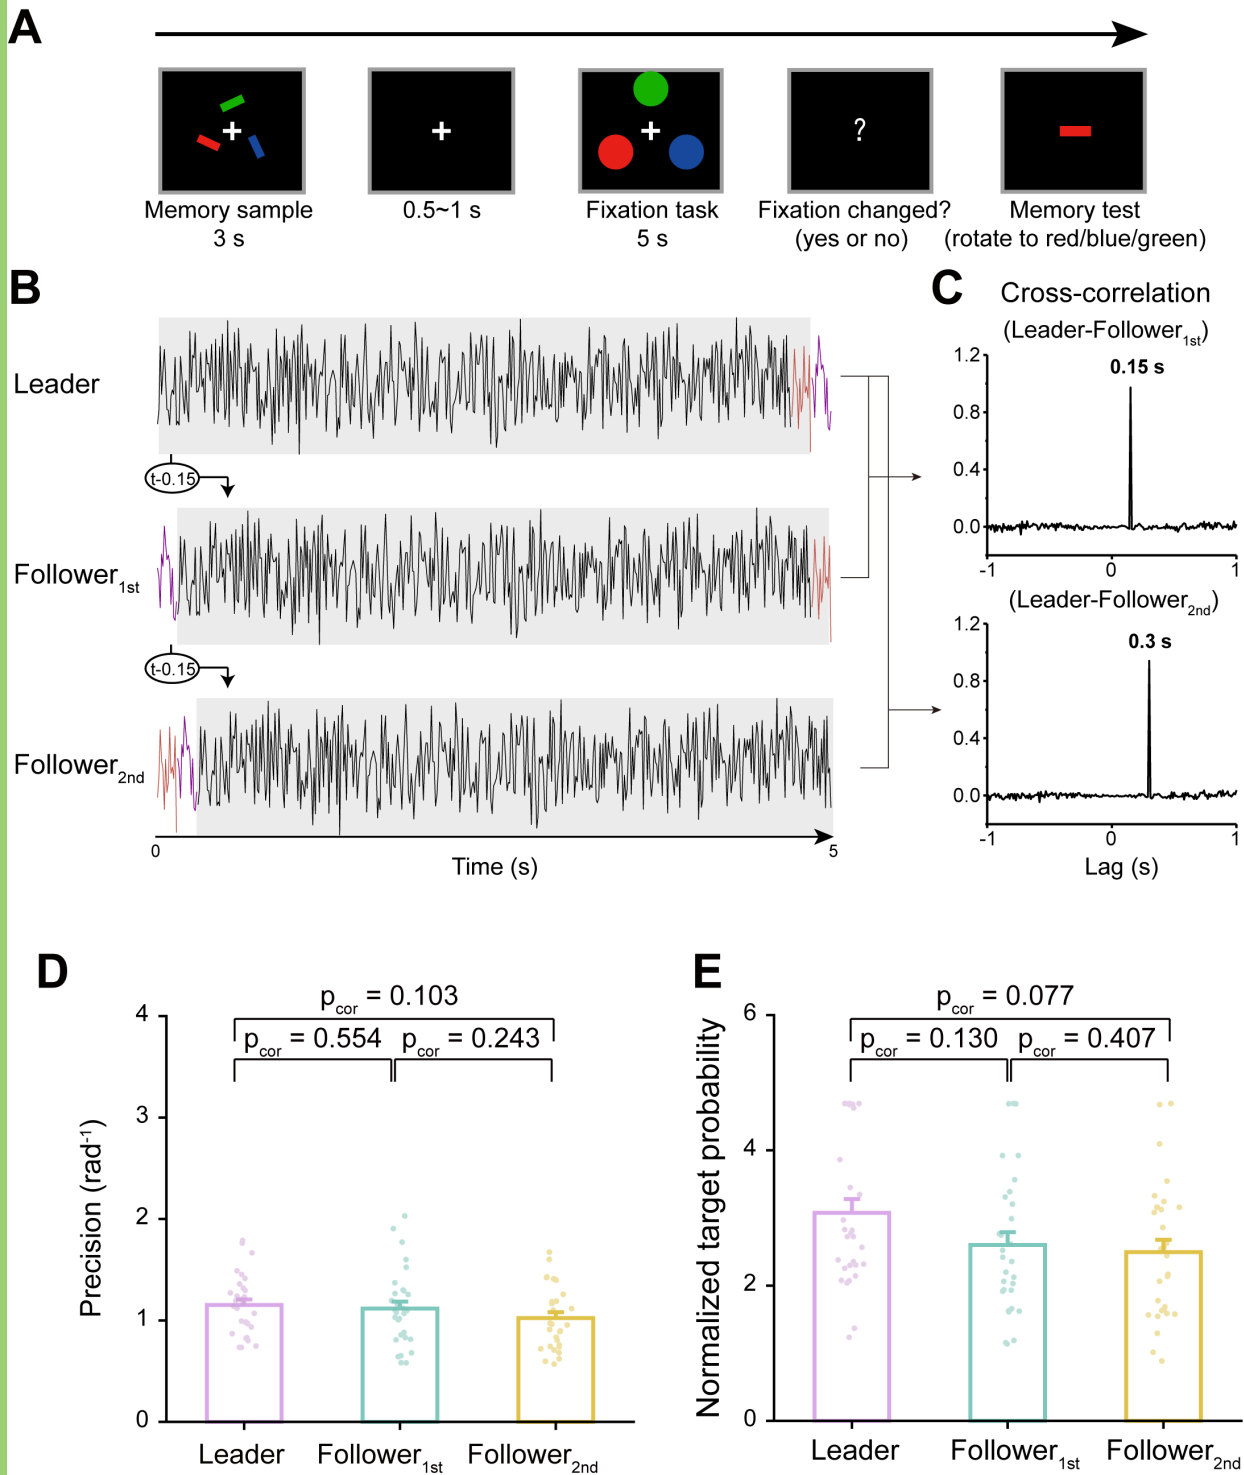 A
?
Memory sample
3 s
0.5~1 s
Fixation task
5 s
Fixation changed?
(yes or no)
Memory test
(rotate to red/blue/green)
B
Leader
t-0.15
Follower1st
t-0.15
Follower2nd
0
5
Time (s)
C
Cross-correlation
(Leader-Follower1st)
1.2
0.15 s
0.8
0.4
0.0
-1
0
1
(Leader-Follower2nd)
1.2
0.3 s
0.8
0.4
0.0
-1
0
1
Lag (s)
D
pcor = 0.103
pcor = 0.554
pcor = 0.243
4
3
2
1
0
Precision (rad-1)
Leader
Follower1st
Follower2nd
E
pcor = 0.077
pcor = 0.130
pcor = 0.407
6
4
2
0
Normalized target probability
Leader
Follower1st
Follower2nd